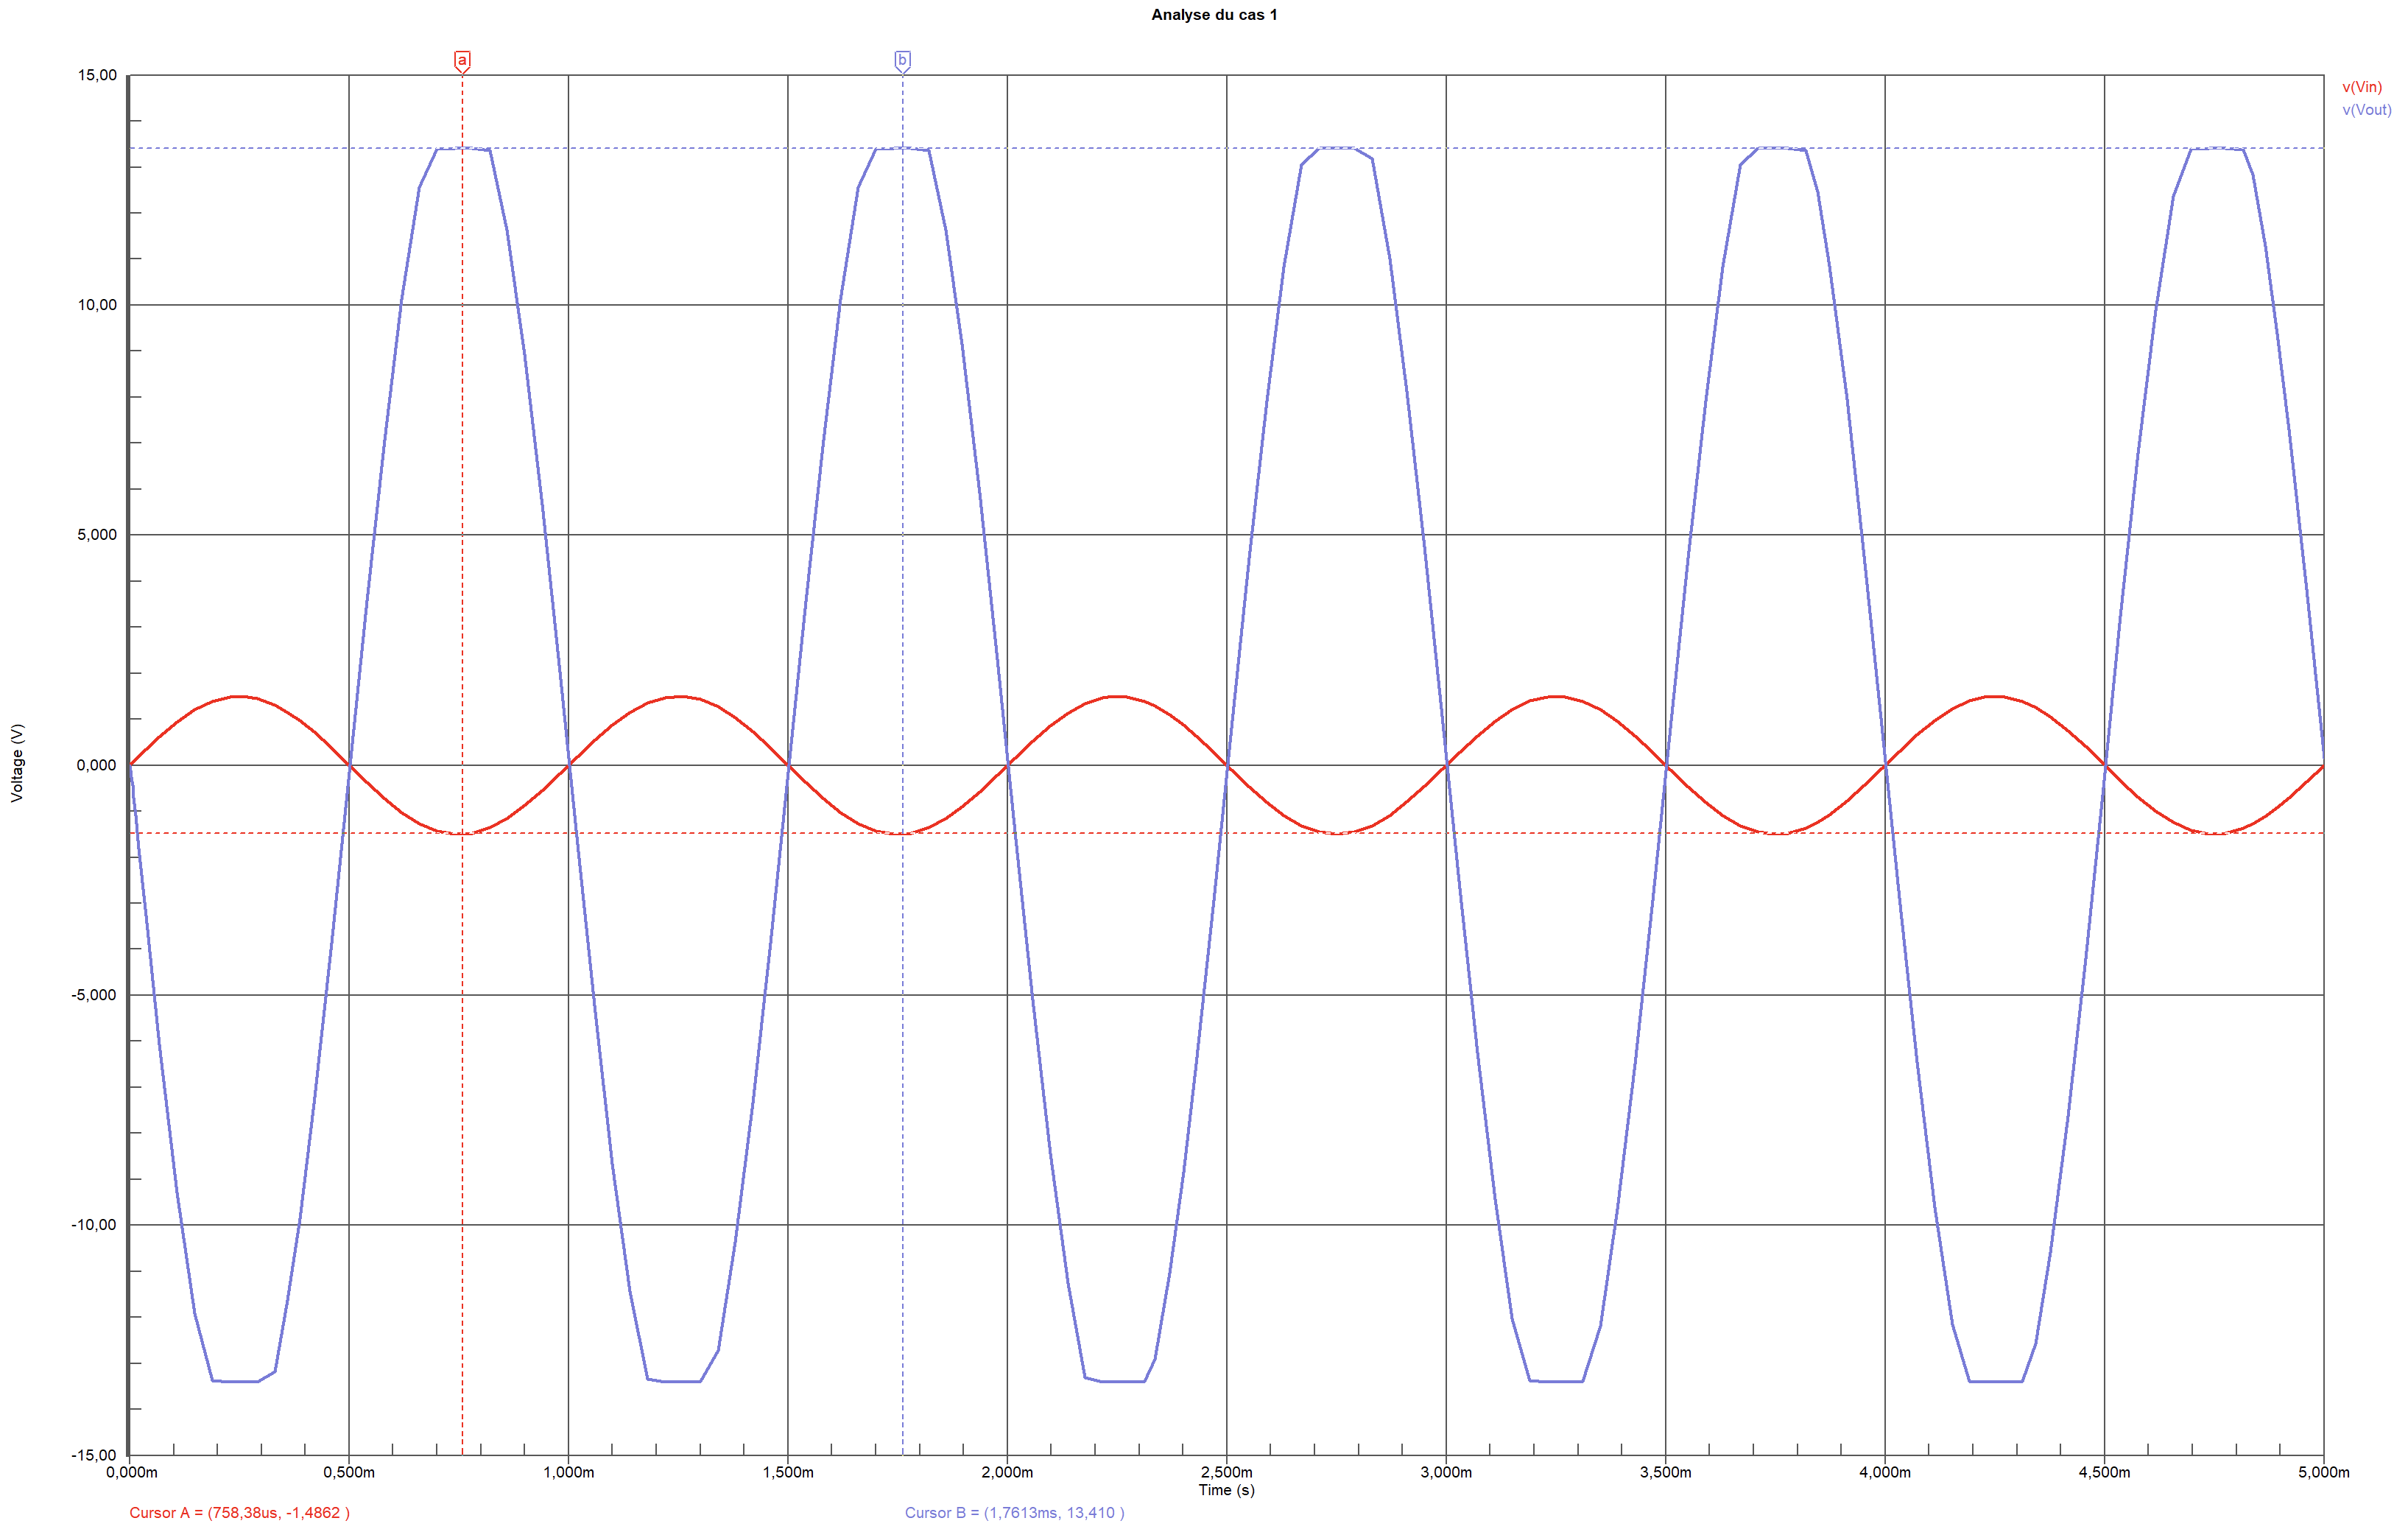 Analyse du cas 1
a
b
15,00
v(Vin)
v(Vout)
10,00
5,000
0,000
Voltage (V)
-5,000
-10,00
-15,00
0,000m 0,500m 1,000m 1,500m 2,000m 2,500m 3,000m 3,500m 4,000m 4,500m 5,000m
Time (s)
Cursor A = (758,38us, -1,4862 ) Cursor B = (1,7613ms, 13,410 )